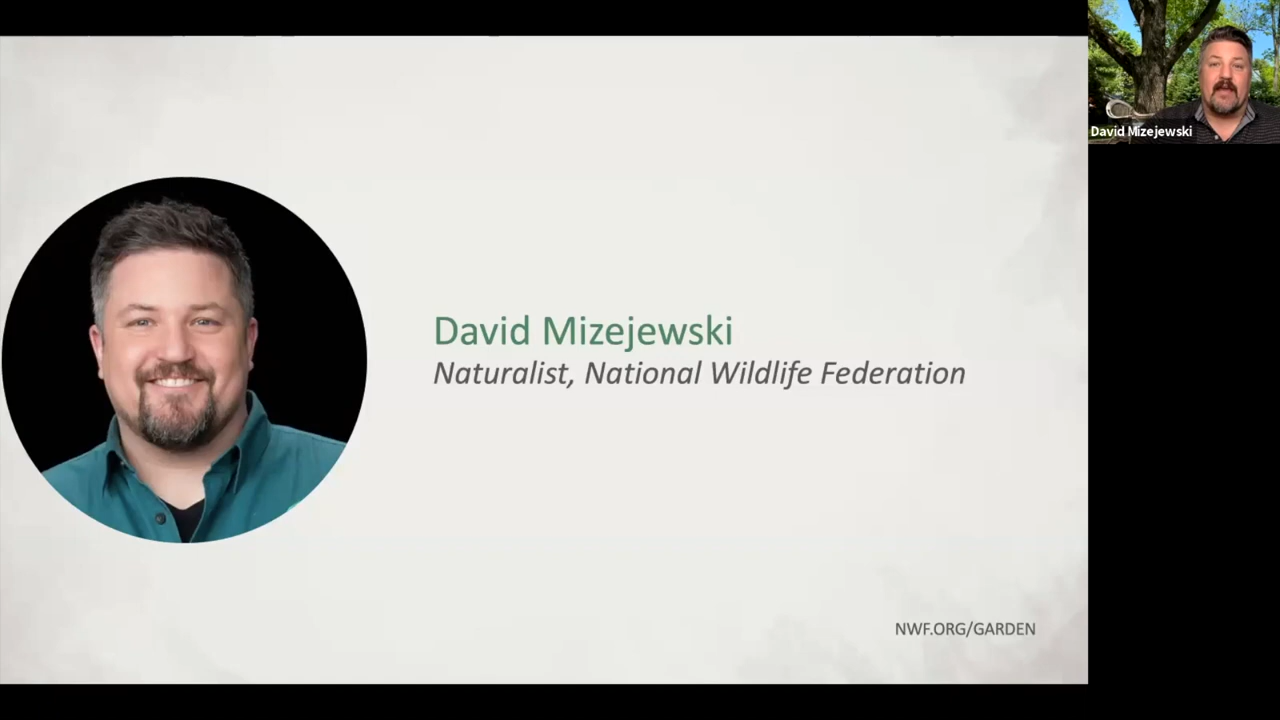 David Mizejewski
David Mizejewski
Naturalist, National Wildlife Federation
NWF.ORG/GARDEN